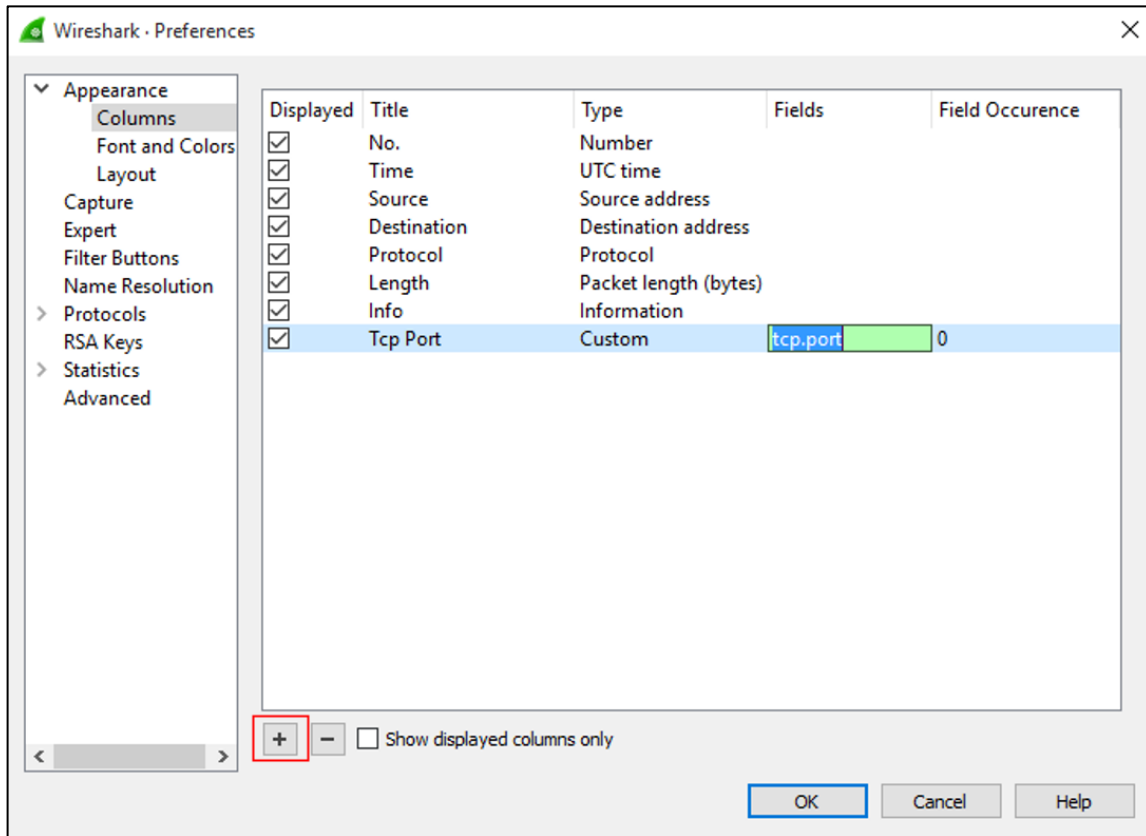 Wireshark · Preferences
Appearance
Columns
Font and Colors
Layout
Capture
Expert
Filter Buttons
Name Resolution
Protocols
RSA Keys
Statistics
Advanced
Displayed Title Type Fields Field Occurence
No. Number
Time UTC time
Source Source address
Destination Destination address
Protocol Protocol
Length Packet length (bytes)
Info Information
Tcp Port Custom tcp.port 0
+ − Show displayed columns only
OK Cancel Help